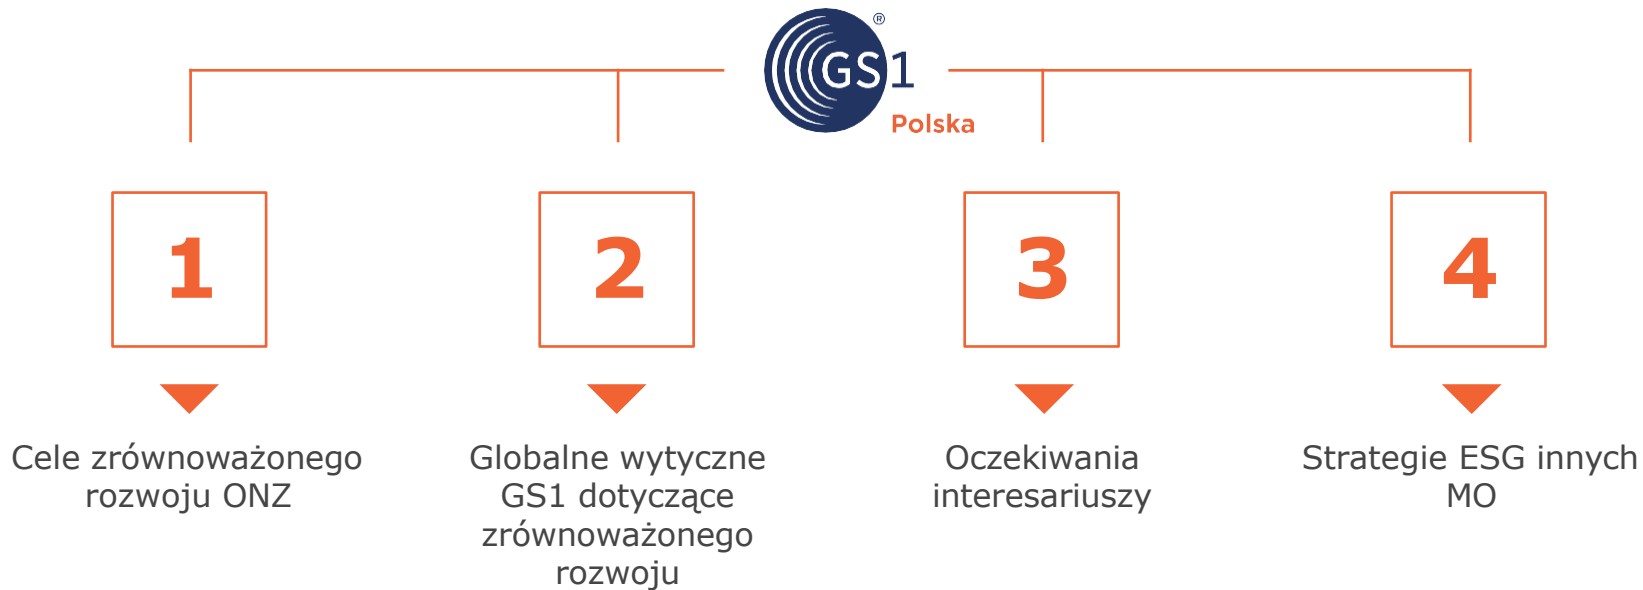 GS1
®
Polska
1
2
3
4
Cele zrównoważonego
rozwoju ONZ
Globalne wytyczne
GS1 dotyczące
zrównoważonego
rozwoju
Oczekiwania
interesariuszy
Strategie ESG innych
MO